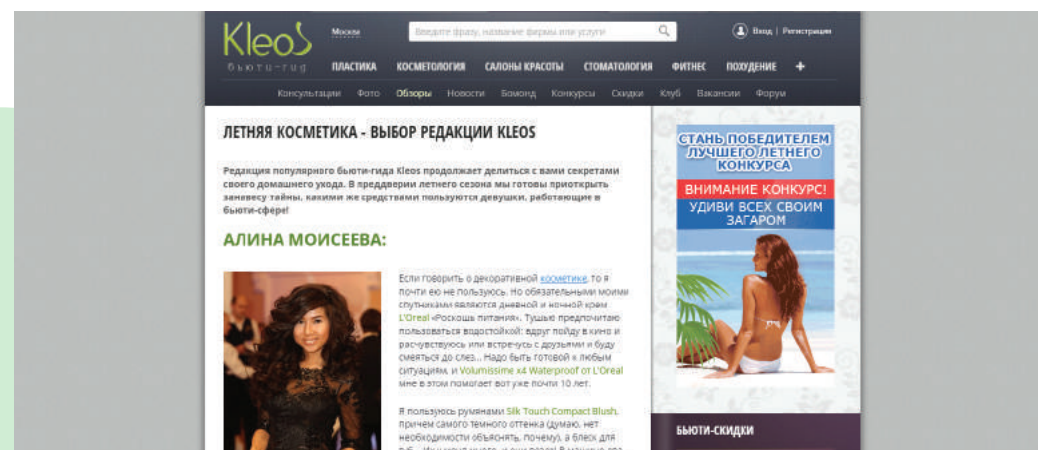 Kleos
бьюти-гид
Москва
Введите фразу, название фирмы или услуги
Вход | Регистрация
ПЛАСТИКА КОСМЕТОЛОГИЯ САЛОНЫ КРАСОТЫ СТОМАТОЛОГИЯ ФИТНЕС ПОХУДЕНИЕ +
Консультации Фото Обзоры Новости Бомонд Конкурсы Скидки Клуб Вакансии Форум
ЛЕТНЯЯ КОСМЕТИКА - ВЫБОР РЕДАКЦИИ KLEOS
Редакция популярного бьюти-гида Kleos продолжает делиться с вами секретами
своего домашнего ухода. В преддверии летнего сезона мы готовы приоткрыть
занавесу тайны, какими же средствами пользуются девушки, работающие в
бьюти-сфере!
АЛИНА МОИСЕЕВА:
Если говорить о декоративной косметике, то я
почти ею не пользуюсь. Но обязательными моими
спутниками являются дневной и ночной крем
L'Oreal «Роскошь питания». Тушью предпочитаю
пользоваться водостойкой: вдруг пойду в кино и
расчувствуюсь или встречусь с друзьями и буду
смеяться до слез... Надо быть готовой к любым
ситуациям, и Volumissime x4 Waterproof от L'Oreal
мне в этом помогает вот уже почти 10 лет.
Я пользуюсь румянами Silk Touch Compact Blush,
причем самого темного оттенка (думаю, нет
необходимости объяснять, почему), а блеск для
СТАНЬ ПОБЕДИТЕЛЕМ
ЛУЧШЕГО ЛЕТНЕГО
КОНКУРСА
ВНИМАНИЕ КОНКУРС!
УДИВИ ВСЕХ СВОИМ
ЗАГАРОМ
БЬЮТИ-СКИДКИ